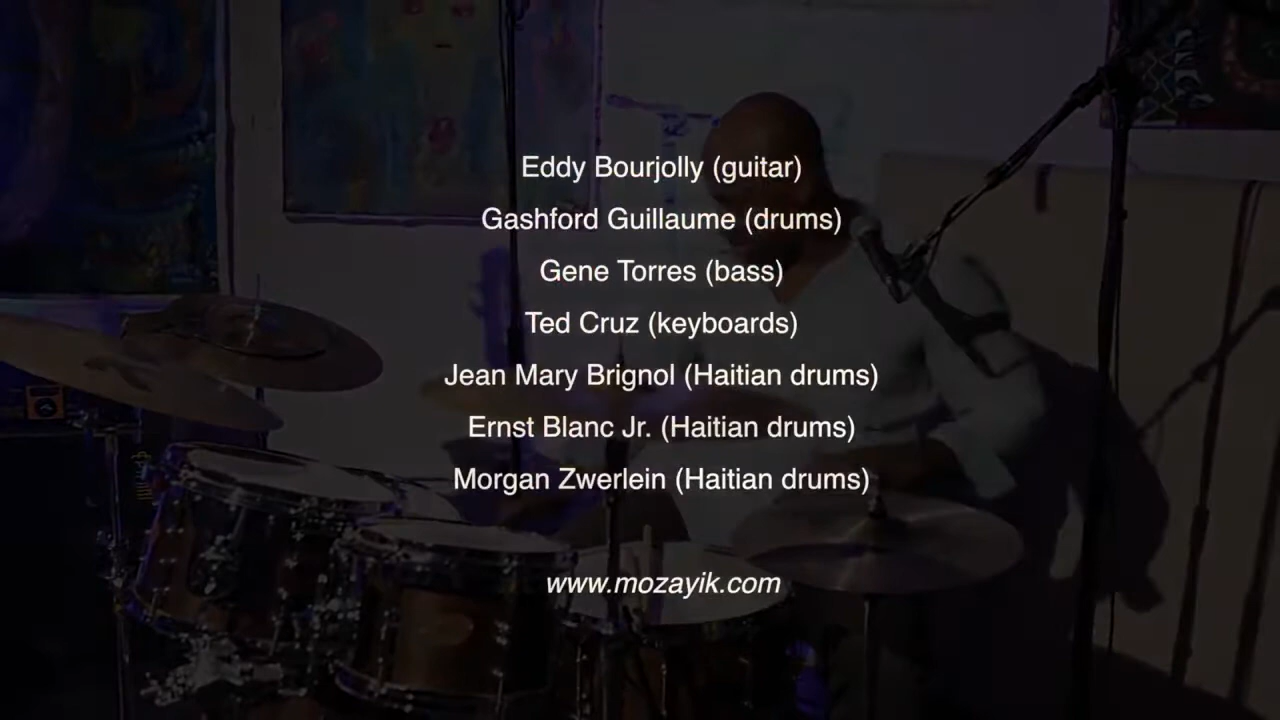 Eddy Bourjolly (guitar)
Gashford Guillaume (drums)
Gene Torres (bass)
Ted Cruz (keyboards)
Jean Mary Brignol (Haitian drums)
Ernst Blanc Jr. (Haitian drums)
Morgan Zwerlein (Haitian drums)
www.mozayik.com